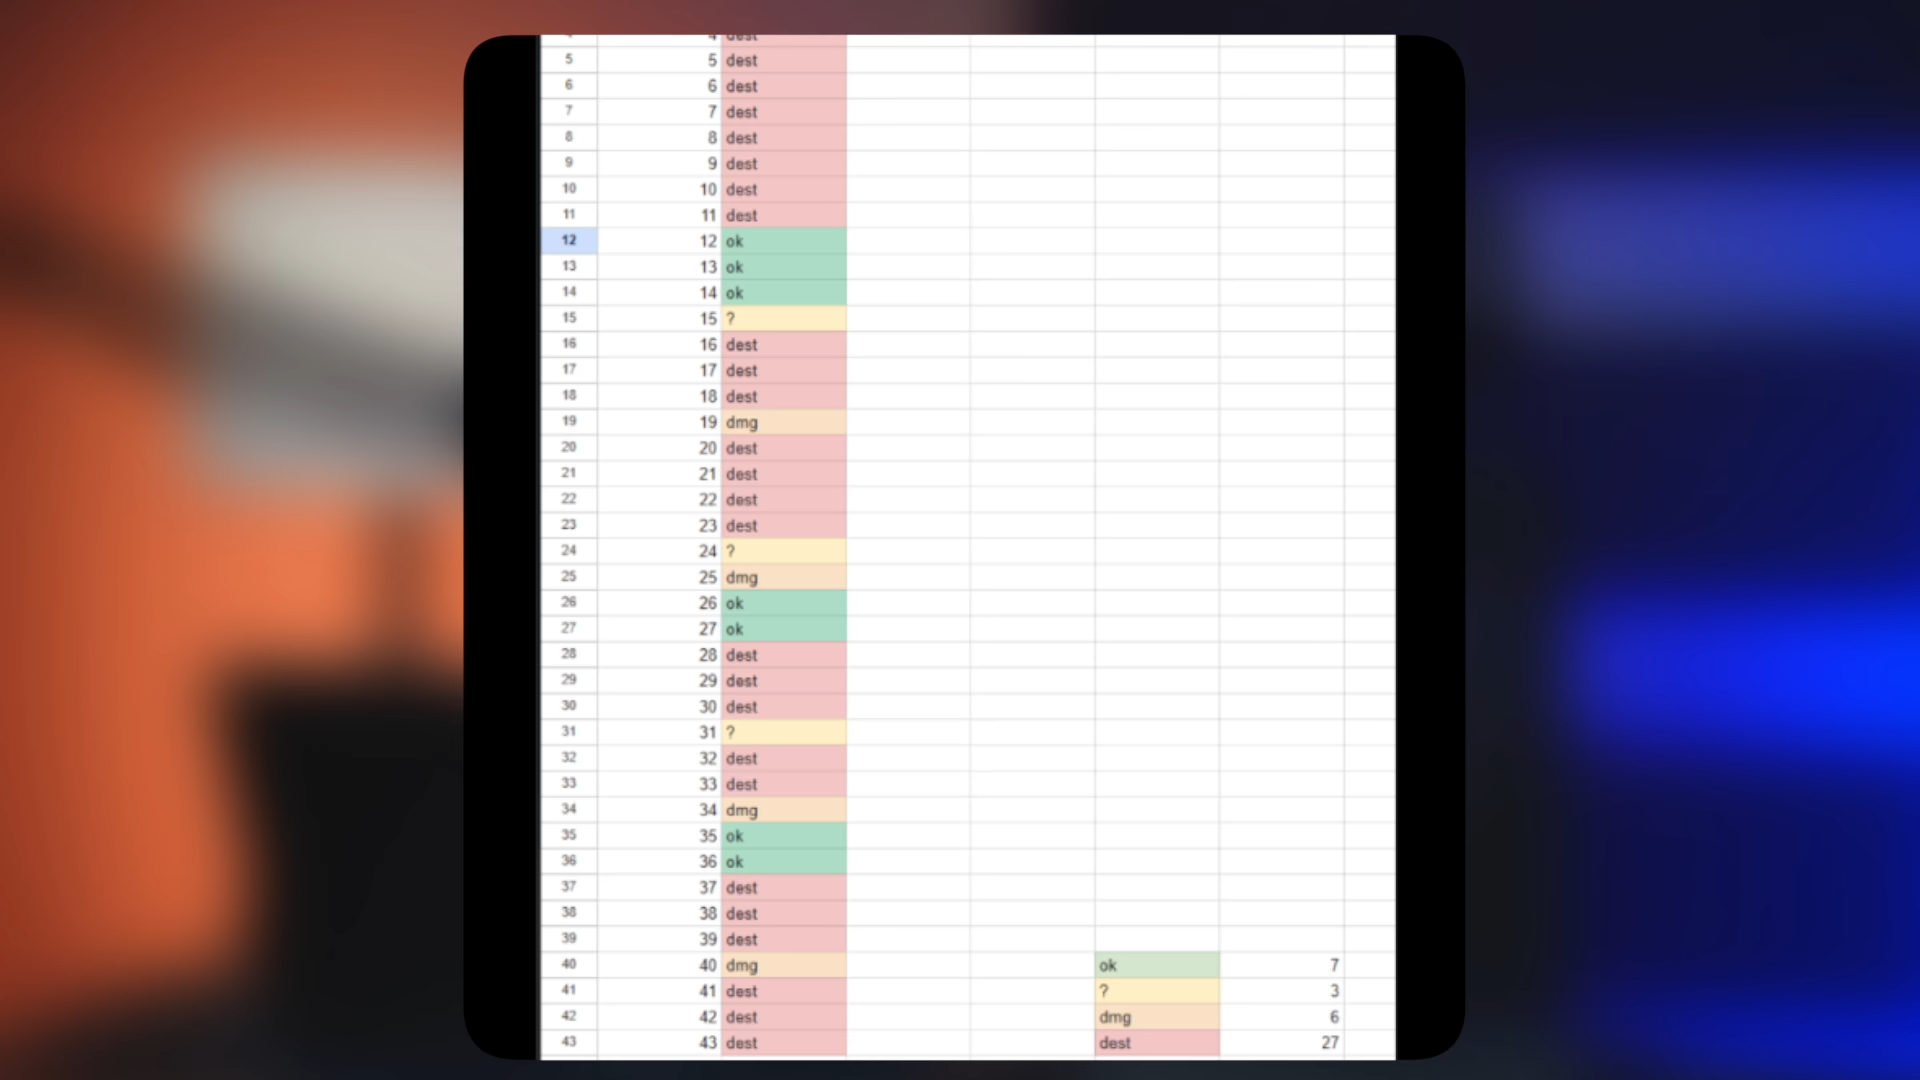 4 4 dest
5 5 dest
6 6 dest
7 7 dest
8 8 dest
9 9 dest
10 10 dest
11 11 dest
12 12 ok
13 13 ok
14 14 ok
15 15 ?
16 16 dest
17 17 dest
18 18 dest
19 19 dmg
20 20 dest
21 21 dest
22 22 dest
23 23 dest
24 24 ?
25 25 dmg
26 26 ok
27 27 ok
28 28 dest
29 29 dest
30 30 dest
31 31 ?
32 32 dest
33 33 dest
34 34 dmg
35 35 ok
36 36 ok
37 37 dest
38 38 dest
39 39 dest
40 40 dmg ok 7
41 41 dest ? 3
42 42 dest dmg 6
43 43 dest dest 27